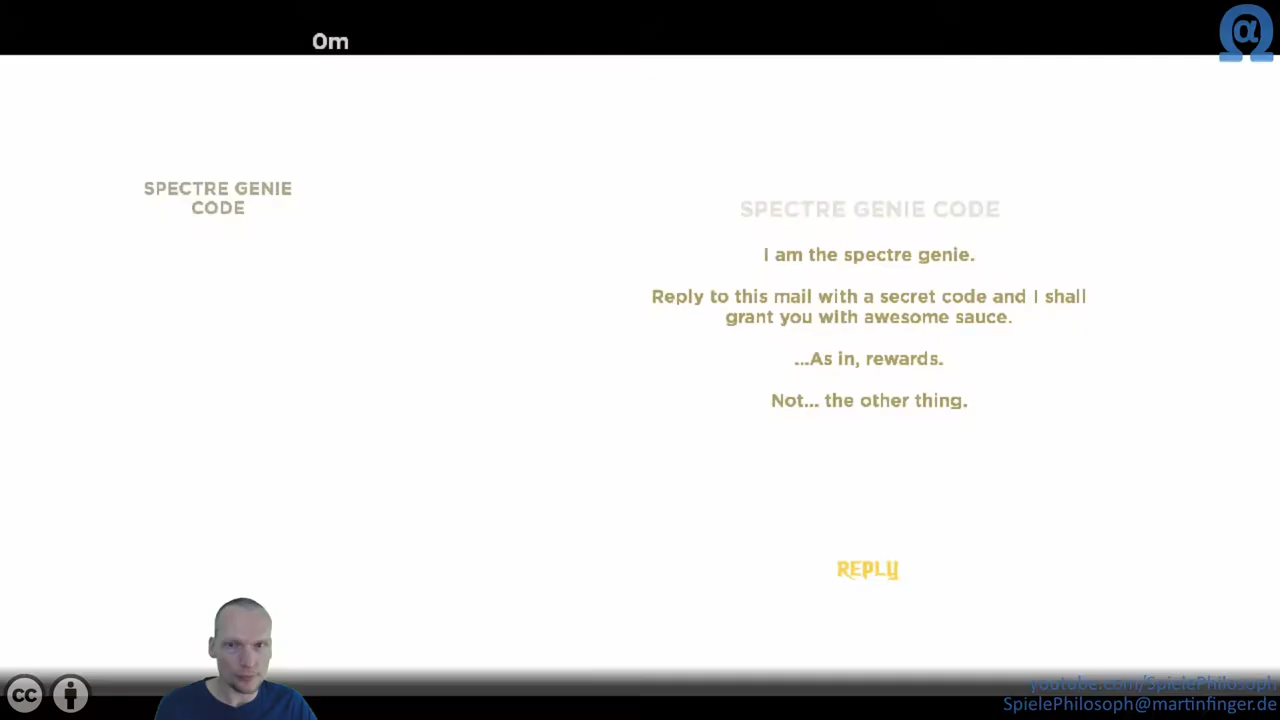 0m
SPECTRE GENIE
CODE
SPECTRE GENIE CODE
I am the spectre genie.
Reply to this mail with a secret code and I shall
grant you with awesome sauce.
...As in, rewards.
Not... the other thing.
REPLY
cc
youtube.com/SpielePhilosoph
SpielePhilosoph@martinfinger.de